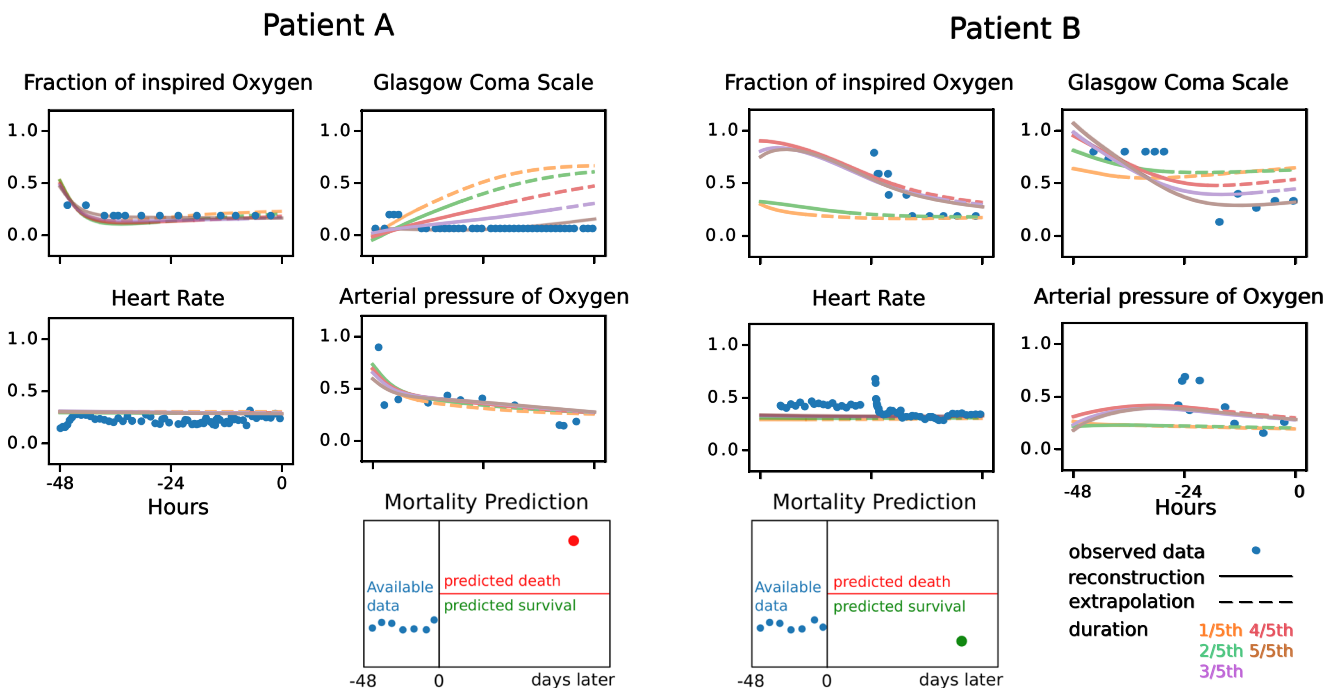 Patient A
Patient B
Fraction of inspired Oxygen
Glasgow Coma Scale
Fraction of inspired Oxygen
Glasgow Coma Scale
1.0
0.5
0.0
1.0
0.5
0.0
1.0
0.5
0.0
1.0
0.5
0.0
Heart Rate
Arterial pressure of Oxygen
Heart Rate
Arterial pressure of Oxygen
1.0
0.5
0.0
1.0
0.5
0.0
1.0
0.5
0.0
1.0
0.5
0.0
-48 -24 0
Hours
-48 -24 0
Hours
Mortality Prediction
Available
data
predicted death
predicted survival
-48 0 days later
Mortality Prediction
Available
data
predicted death
predicted survival
-48 0 days later
observed data
reconstruction
extrapolation
duration 1/5th 4/5th
2/5th 5/5th
3/5th